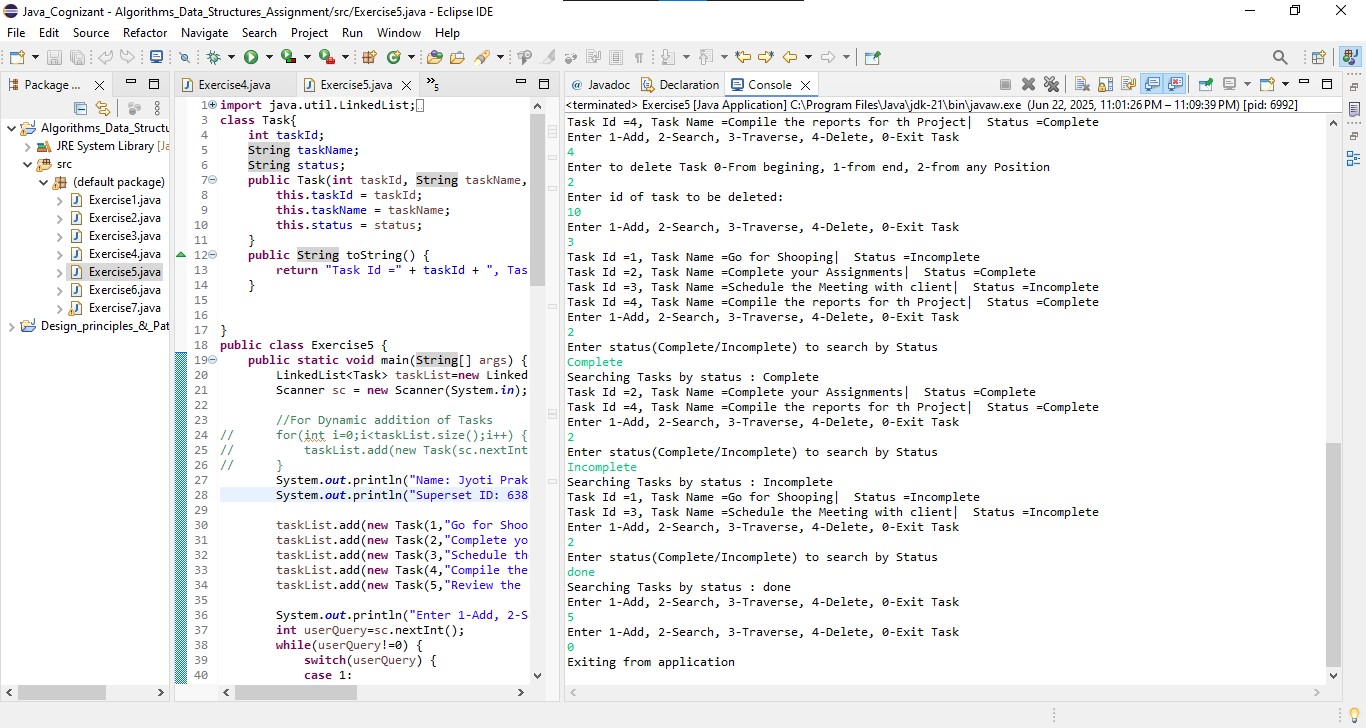 Java_Cognizant - Algorithms_Data_Structures_Assignment/src/Exercise5.java - Eclipse IDE
File Edit Source Refactor Navigate Search Project Run Window Help
Package ...
Algorithms_Data_Structu
JRE System Library [Ja
src
(default package)
Exercise1.java
Exercise2.java
Exercise3.java
Exercise4.java
Exercise5.java
Exercise6.java
Exercise7.java
Design_principles_&_Pat
Exercise4.java Exercise5.java »5
1 import java.util.LinkedList;
3 class Task{
4 int taskId;
5 String taskName;
6 String status;
7 public Task(int taskId, String taskName,
8 this.taskId = taskId;
9 this.taskName = taskName;
10 this.status = status;
11 }
12 public String toString() {
13 return "Task Id =" + taskId + ", Tas
14 }
15
16
17 }
18 public class Exercise5 {
19 public static void main(String[] args) {
20 LinkedList<Task> taskList=new Linked
21 Scanner sc = new Scanner(System.in);
22
23 //For Dynamic addition of Tasks
24 // for(int i=0;i<taskList.size();i++) {
25 // taskList.add(new Task(sc.nextInt
26 // }
27 System.out.println("Name: Jyoti Prak
28 System.out.println("Superset ID: 638
29
30 taskList.add(new Task(1,"Go for Shoo
31 taskList.add(new Task(2,"Complete yo
32 taskList.add(new Task(3,"Schedule th
33 taskList.add(new Task(4,"Compile the
34 taskList.add(new Task(5,"Review the
35
36 System.out.println("Enter 1-Add, 2-S
37 int userQuery=sc.nextInt();
38 while(userQuery!=0) {
39 switch(userQuery) {
40 case 1:
@ Javadoc Declaration Console
<terminated> Exercise5 [Java Application] C:\Program Files\Java\jdk-21\bin\javaw.exe (Jun 22, 2025, 11:01:26 PM – 11:09:39 PM) [pid: 6992]
Task Id =4, Task Name =Compile the reports for th Project| Status =Complete
Enter 1-Add, 2-Search, 3-Traverse, 4-Delete, 0-Exit Task
4
Enter to delete Task 0-From begining, 1-from end, 2-from any Position
2
Enter id of task to be deleted:
10
Enter 1-Add, 2-Search, 3-Traverse, 4-Delete, 0-Exit Task
3
Task Id =1, Task Name =Go for Shooping| Status =Incomplete
Task Id =2, Task Name =Complete your Assignments| Status =Complete
Task Id =3, Task Name =Schedule the Meeting with client| Status =Incomplete
Task Id =4, Task Name =Compile the reports for th Project| Status =Complete
Enter 1-Add, 2-Search, 3-Traverse, 4-Delete, 0-Exit Task
2
Enter status(Complete/Incomplete) to search by Status
Complete
Searching Tasks by status : Complete
Task Id =2, Task Name =Complete your Assignments| Status =Complete
Task Id =4, Task Name =Compile the reports for th Project| Status =Complete
Enter 1-Add, 2-Search, 3-Traverse, 4-Delete, 0-Exit Task
2
Enter status(Complete/Incomplete) to search by Status
Incomplete
Searching Tasks by status : Incomplete
Task Id =1, Task Name =Go for Shooping| Status =Incomplete
Task Id =3, Task Name =Schedule the Meeting with client| Status =Incomplete
Enter 1-Add, 2-Search, 3-Traverse, 4-Delete, 0-Exit Task
2
Enter status(Complete/Incomplete) to search by Status
done
Searching Tasks by status : done
Enter 1-Add, 2-Search, 3-Traverse, 4-Delete, 0-Exit Task
5
Enter 1-Add, 2-Search, 3-Traverse, 4-Delete, 0-Exit Task
0
Exiting from application